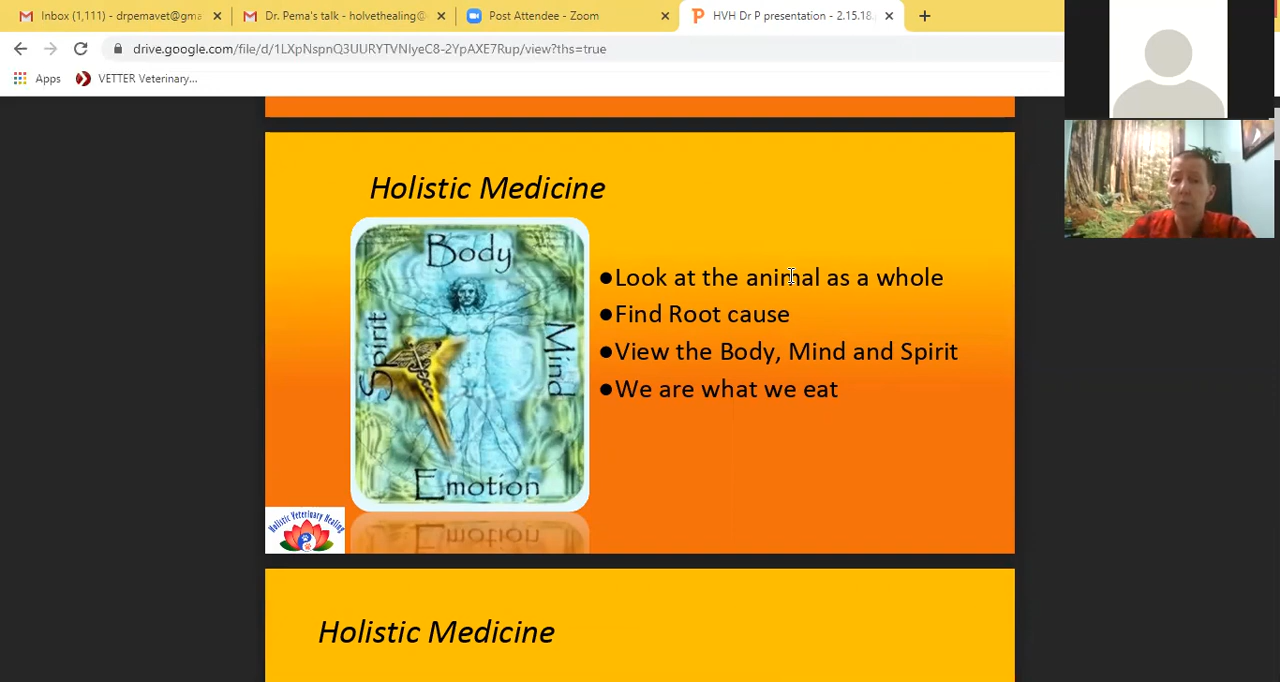 Inbox (1,111) - drpemavet@gma
Dr. Pema's talk - holvethealing@
Post Attendee - Zoom
HVH Dr P presentation - 2.15.18.
drive.google.com/file/d/1LXpNspnQ3UURYTVNIyeC8-2YpAXE7Rup/view?ths=true
Apps
VETTER Veterinary...
Holistic Medicine
Body
Spirit
Mind
Emotion
●Look at the animal as a whole
●Find Root cause
●View the Body, Mind and Spirit
●We are what we eat
Holistic Veterinary Healing
Holistic Medicine